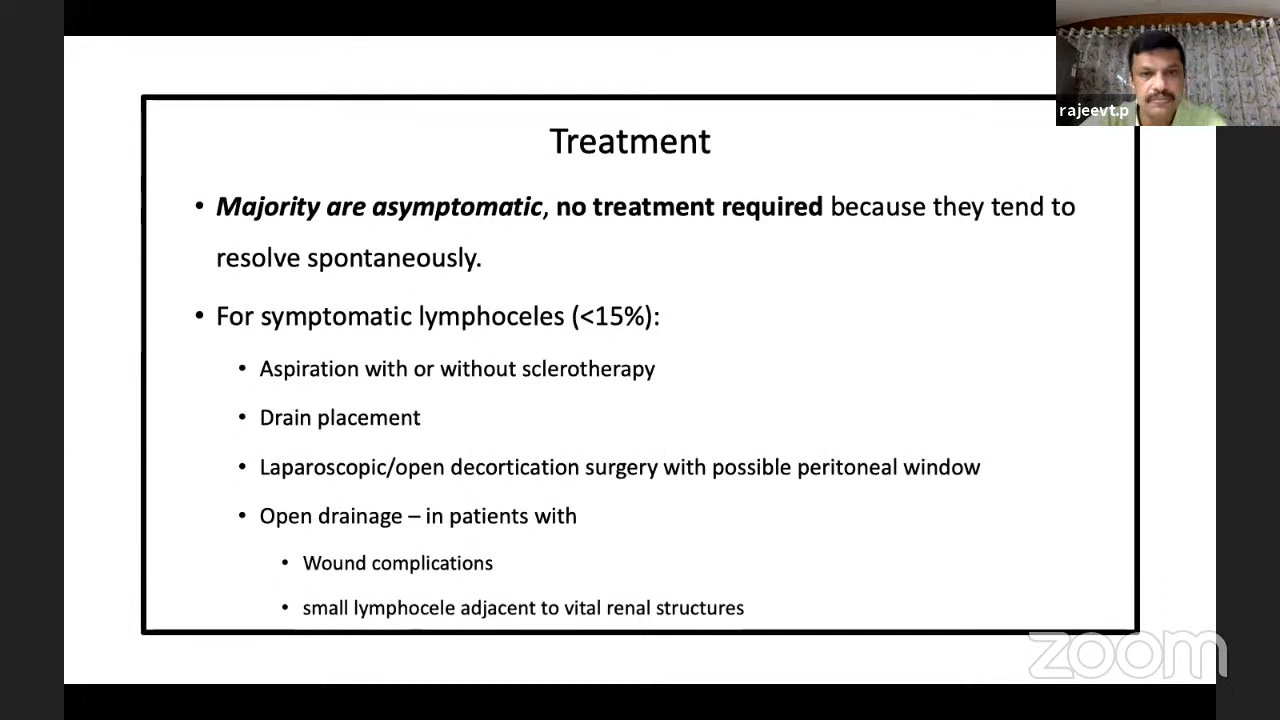 rajeevt.p
Treatment
• Majority are asymptomatic, no treatment required because they tend to
resolve spontaneously.
• For symptomatic lymphoceles (<15%):
• Aspiration with or without sclerotherapy
• Drain placement
• Laparoscopic/open decortication surgery with possible peritoneal window
• Open drainage – in patients with
• Wound complications
• small lymphocele adjacent to vital renal structures
zoom